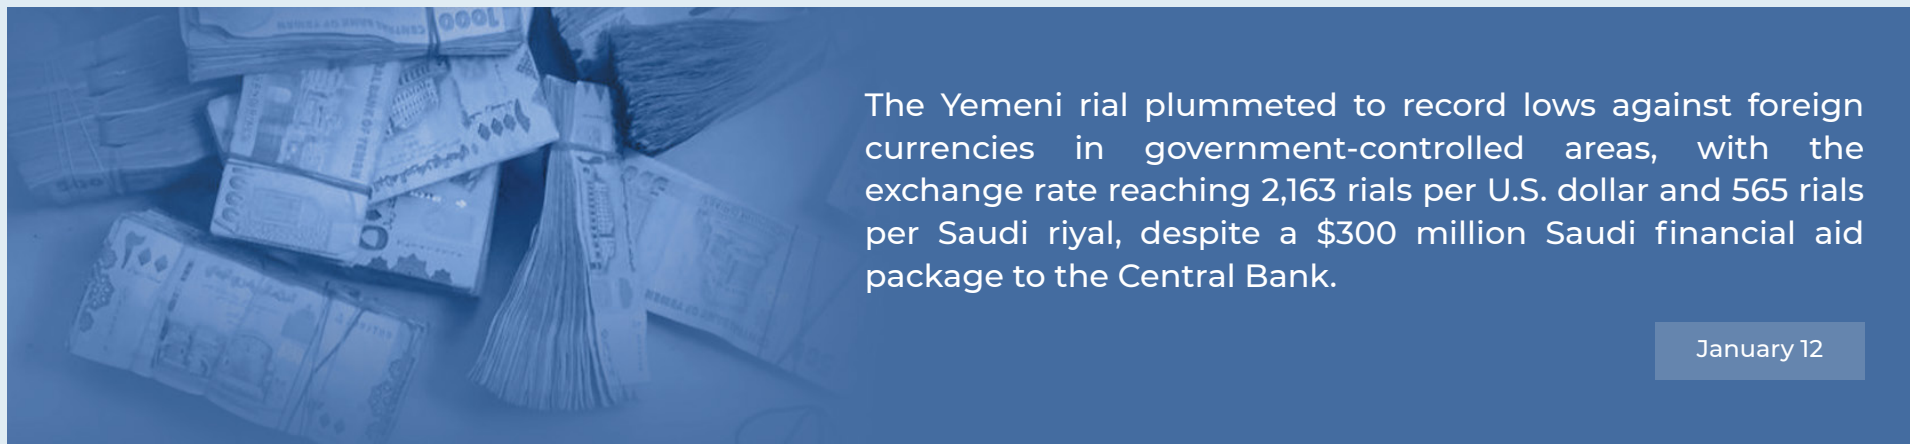 The Yemeni rial plummeted to record lows against foreign
currencies in government-controlled areas, with the
exchange rate reaching 2,163 rials per U.S. dollar and 565 rials
per Saudi riyal, despite a $300 million Saudi financial aid
package to the Central Bank.
January 12